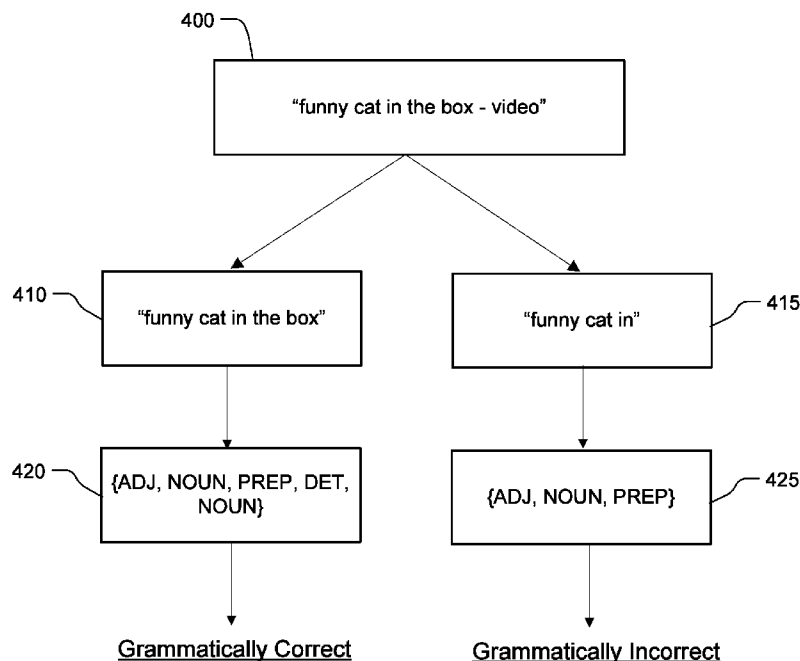 400
“funny cat in the box - video”
410
“funny cat in the box”
“funny cat in”
415
420
{ADJ, NOUN, PREP, DET,
NOUN}
{ADJ, NOUN, PREP}
425
Grammatically Correct
Grammatically Incorrect